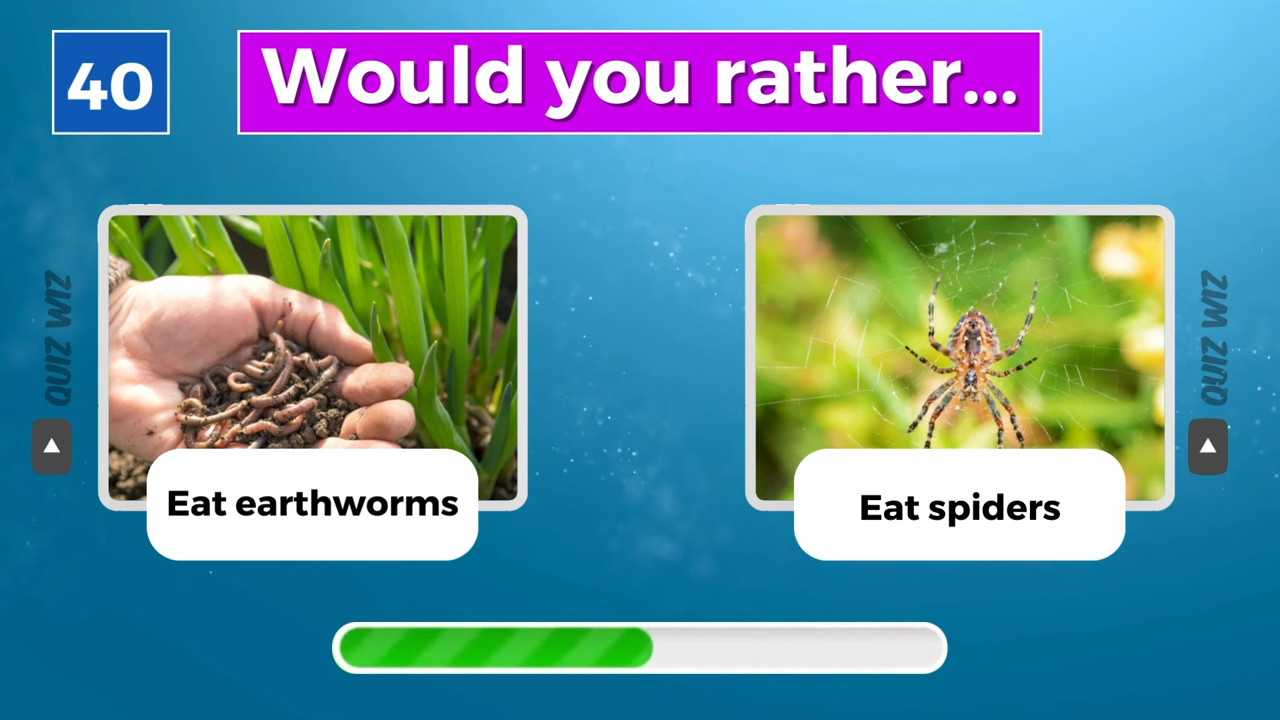 40
Would you rather...
QUIZ WIZ
QUIZ WIZ
Eat earthworms
Eat spiders